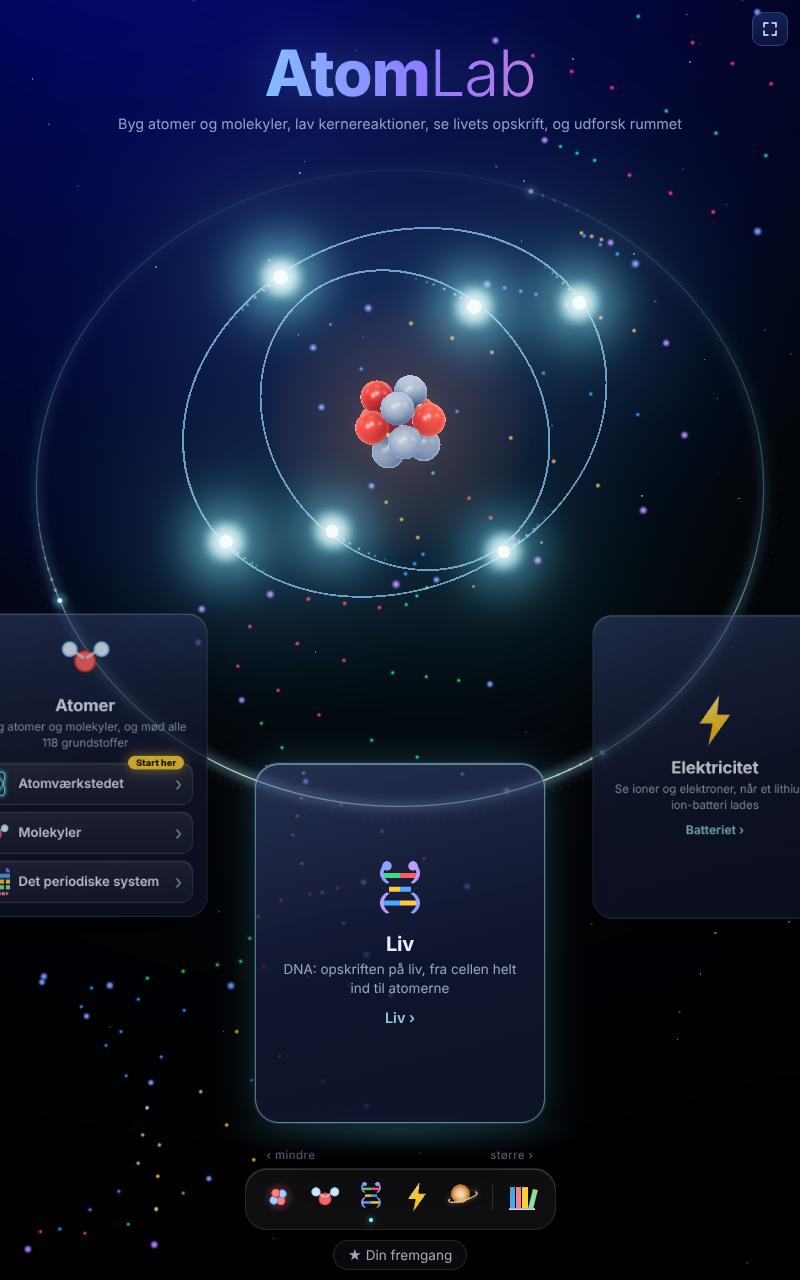 AtomLab
Byg atomer og molekyler, lav kernereaktioner, se livets opskrift, og udforsk rummet
Atomer
atomer og molekyler, og mød alle
118 grundstoffer
Start her
Atomværkstedet ›
Molekyler ›
Det periodiske system ›
Liv
DNA: opskriften på liv, fra cellen helt
ind til atomerne
Liv ›
Elektricitet
Se ioner og elektroner, når et
ion-batteri lades
Batteriet ›
‹ mindre
større ›
★ Din fremgang